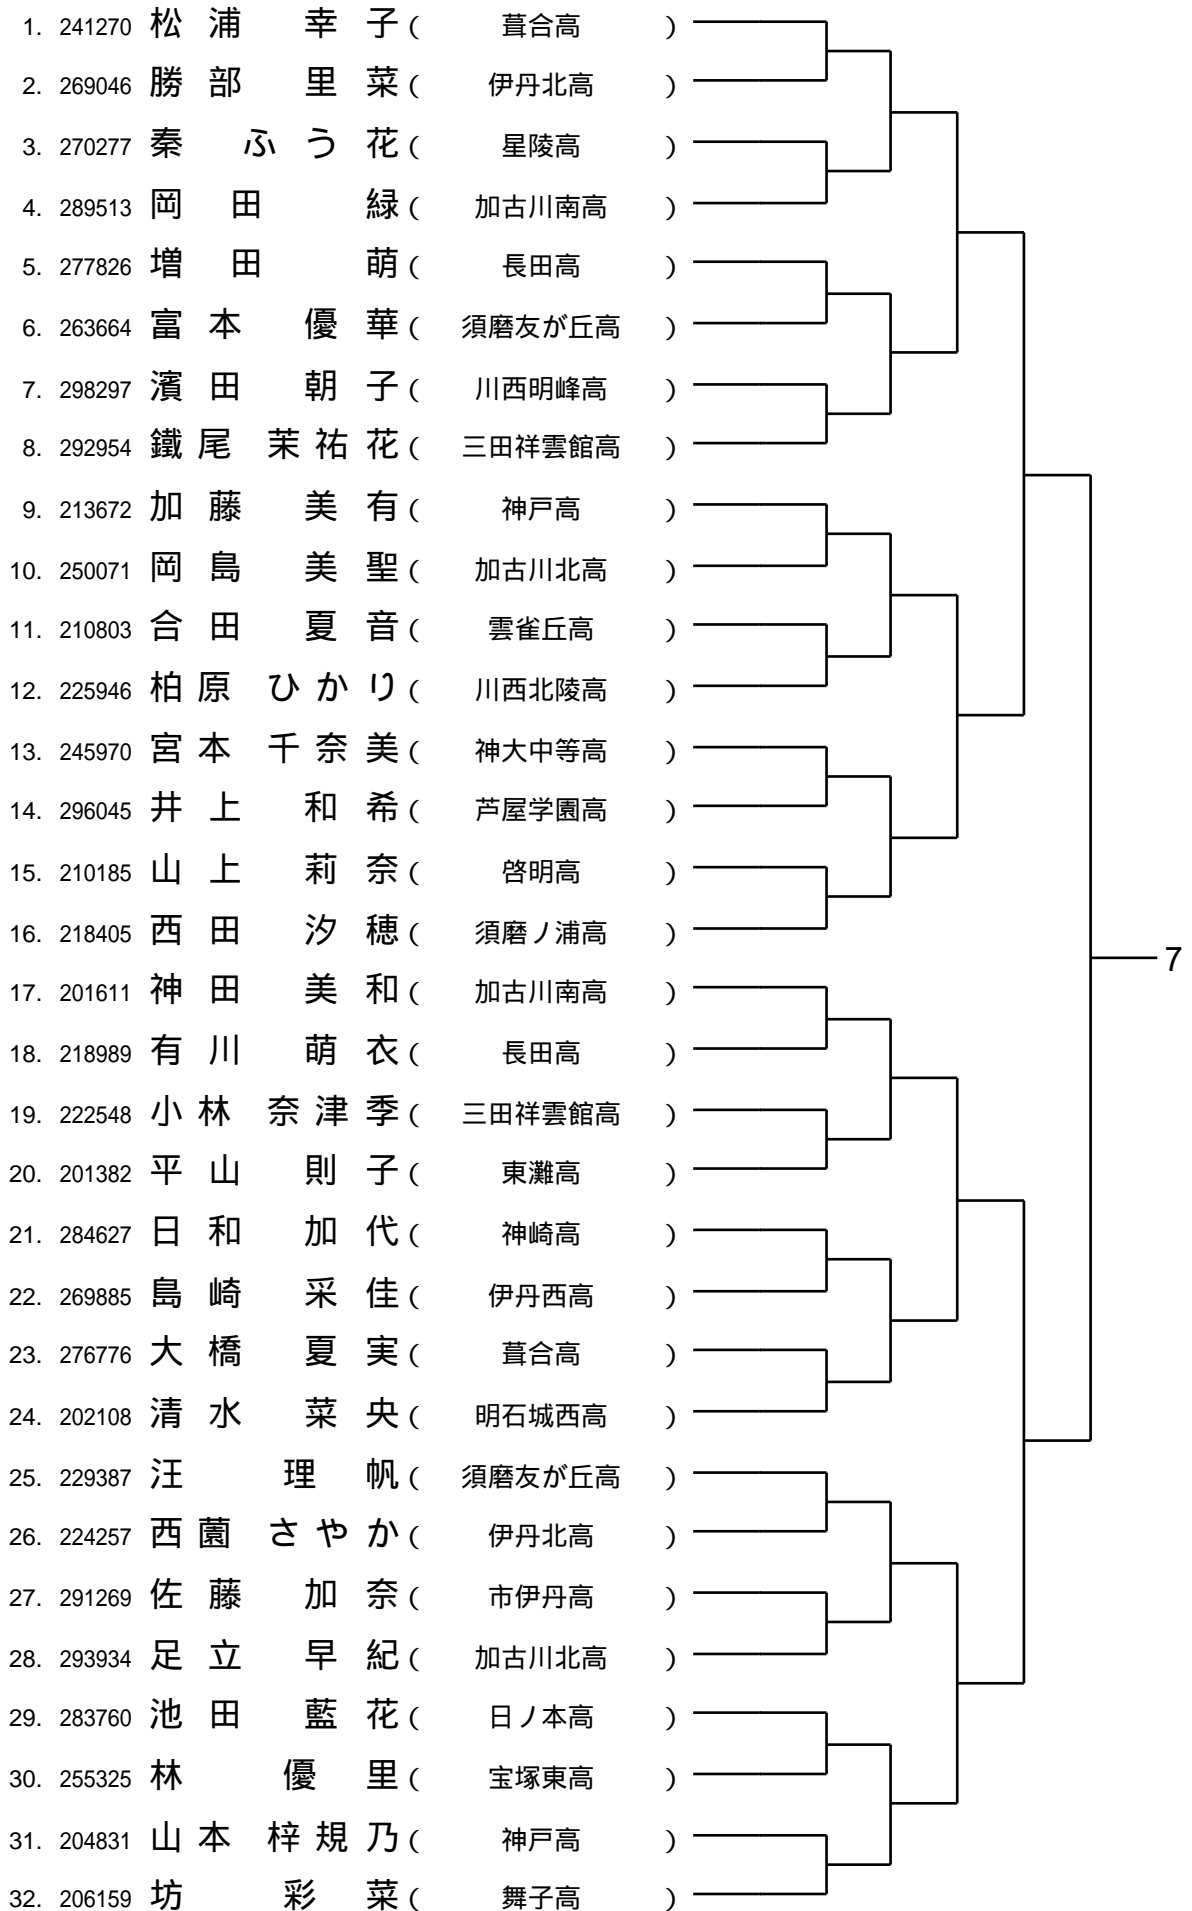 1. 241270 松浦 幸子 ( 葺合高 )
2. 269046 勝部 里菜 ( 伊丹北高 )
3. 270277 秦 ふう花 ( 星陵高 )
4. 289513 岡田 緑 ( 加古川南高 )
5. 277826 増田 萌 ( 長田高 )
6. 263664 富本 優華 ( 須磨友が丘高 )
7. 298297 濱田 朝子 ( 川西明峰高 )
8. 292954 鐵尾 茉祐花 ( 三田祥雲館高 )
9. 213672 加藤 美有 ( 神戸高 )
10. 250071 岡島 美聖 ( 加古川北高 )
11. 210803 合田 夏音 ( 雲雀丘高 )
12. 225946 柏原 ひかり ( 川西北陵高 )
13. 245970 宮本 千奈美 ( 神大中等高 )
14. 296045 井上 和希 ( 芦屋学園高 )
15. 210185 山上 莉奈 ( 啓明高 )
16. 218405 西田 汐穂 ( 須磨ノ浦高 )
7
17. 201611 神田 美和 ( 加古川南高 )
18. 218989 有川 萌衣 ( 長田高 )
19. 222548 小林 奈津季 ( 三田祥雲館高 )
20. 201382 平山 則子 ( 東灘高 )
21. 284627 日和 加代 ( 神崎高 )
22. 269885 島崎 采佳 ( 伊丹西高 )
23. 276776 大橋 夏実 ( 葺合高 )
24. 202108 清水 菜央 ( 明石城西高 )
25. 229387 汪 理帆 ( 須磨友が丘高 )
26. 224257 西薗 さやか ( 伊丹北高 )
27. 291269 佐藤 加奈 ( 市伊丹高 )
28. 293934 足立 早紀 ( 加古川北高 )
29. 283760 池田 藍花 ( 日ノ本高 )
30. 255325 林 優里 ( 宝塚東高 )
31. 204831 山本 梓規乃 ( 神戸高 )
32. 206159 坊 彩菜 ( 舞子高 )